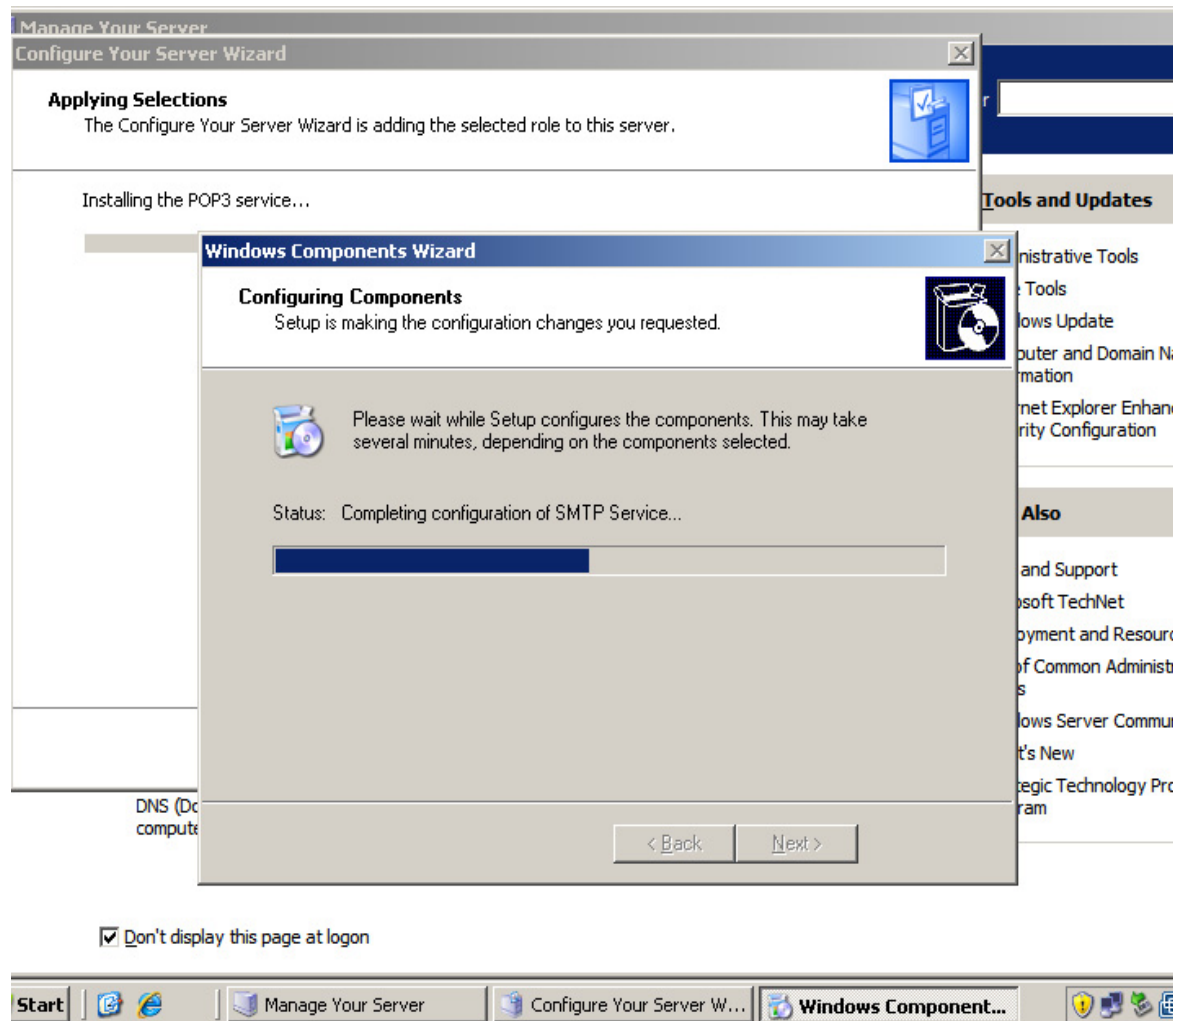 Manage Your Server
Configure Your Server Wizard
Applying Selections
The Configure Your Server Wizard is adding the selected role to this server.
r
Installing the POP3 service...
Tools and Updates
Windows Components Wizard
nistrative Tools
Configuring Components
Tools
Setup is making the configuration changes you requested.
lows Update
puter and Domain Na
rmation
rnet Explorer Enhan
Please wait while Setup configures the components. This may take
rity Configuration
several minutes, depending on the components selected.
Status: Completing configuration of SMTP Service...
Also
and Support
osoft TechNet
oyment and Resourc
of Common Administ
s
lows Server Commu
t's New
tegic Technology Pro
DNS (Do
ram
compute
< Back
Next >
Don't display this page at logon
Start
Manage Your Server
Configure Your Server W...
Windows Component...